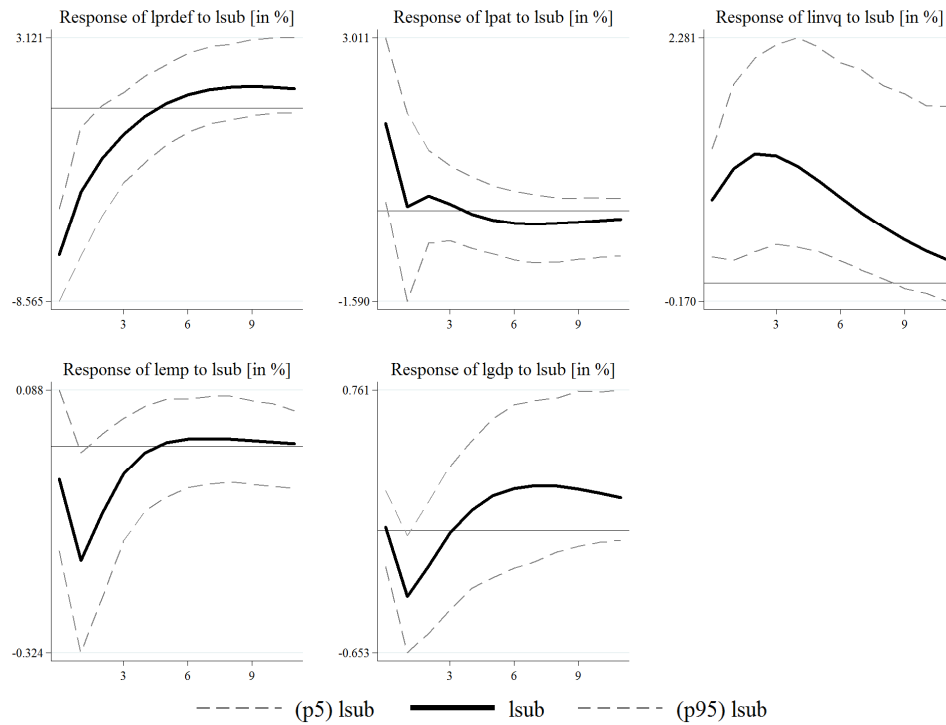 Response of lprdef to lsub [in %]
3.121
-8.565
3 6 9
Response of lpat to lsub [in %]
3.011
-1.590
3 6 9
Response of linvq to lsub [in %]
2.281
-0.170
3 6 9
Response of lemp to lsub [in %]
0.088
-0.324
3 6 9
Response of lgdp to lsub [in %]
0.761
-0.653
3 6 9
(p5) lsub lsub (p95) lsub